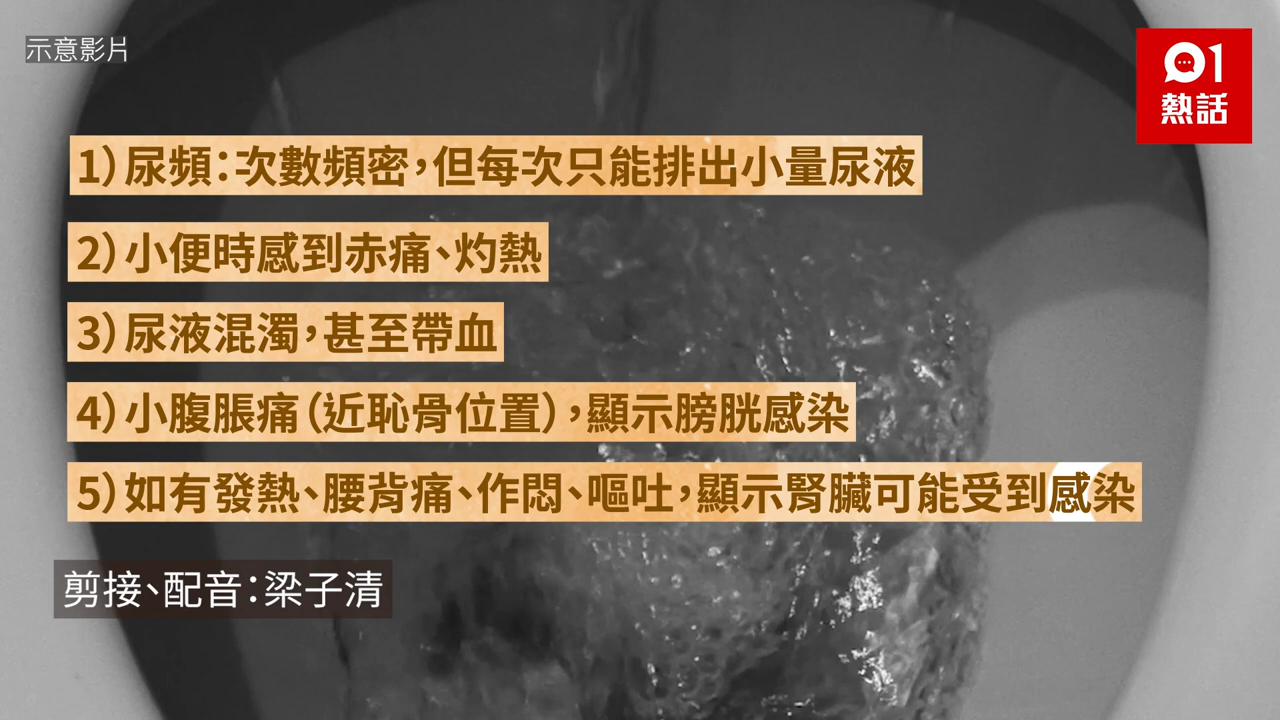 示意影片
01
熱話
1）尿頻：次數頻密，但每次只能排出小量尿液
2）小便時感到赤痛、灼熱
3）尿液混濁，甚至帶血
4）小腹脹痛（近恥骨位置），顯示膀胱感染
5）如有發熱、腰背痛、作悶、嘔吐，顯示腎臟可能受到感染
剪接、配音：梁子清